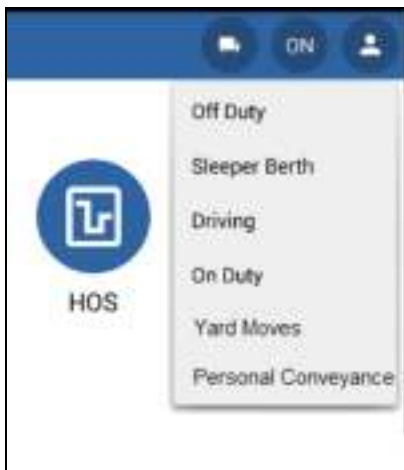 ON
Off Duty
Sleeper Berth
Driving
On Duty
HOS
Yard Moves
Personal Conveyance